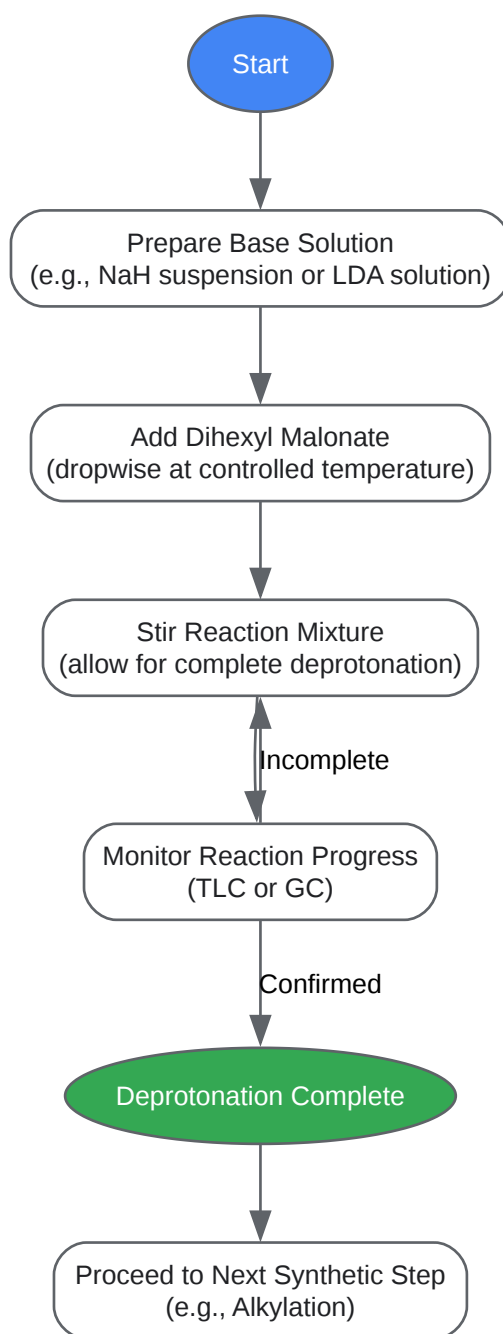 Start
Prepare Base Solution
(e.g., NaH suspension or LDA solution)
Add Dihexyl Malonate
(dropwise at controlled temperature)
Stir Reaction Mixture
(allow for complete deprotonation)
Incomplete
Monitor Reaction Progress
(TLC or GC)
Confirmed
Deprotonation Complete
Proceed to Next Synthetic Step
(e.g., Alkylation)